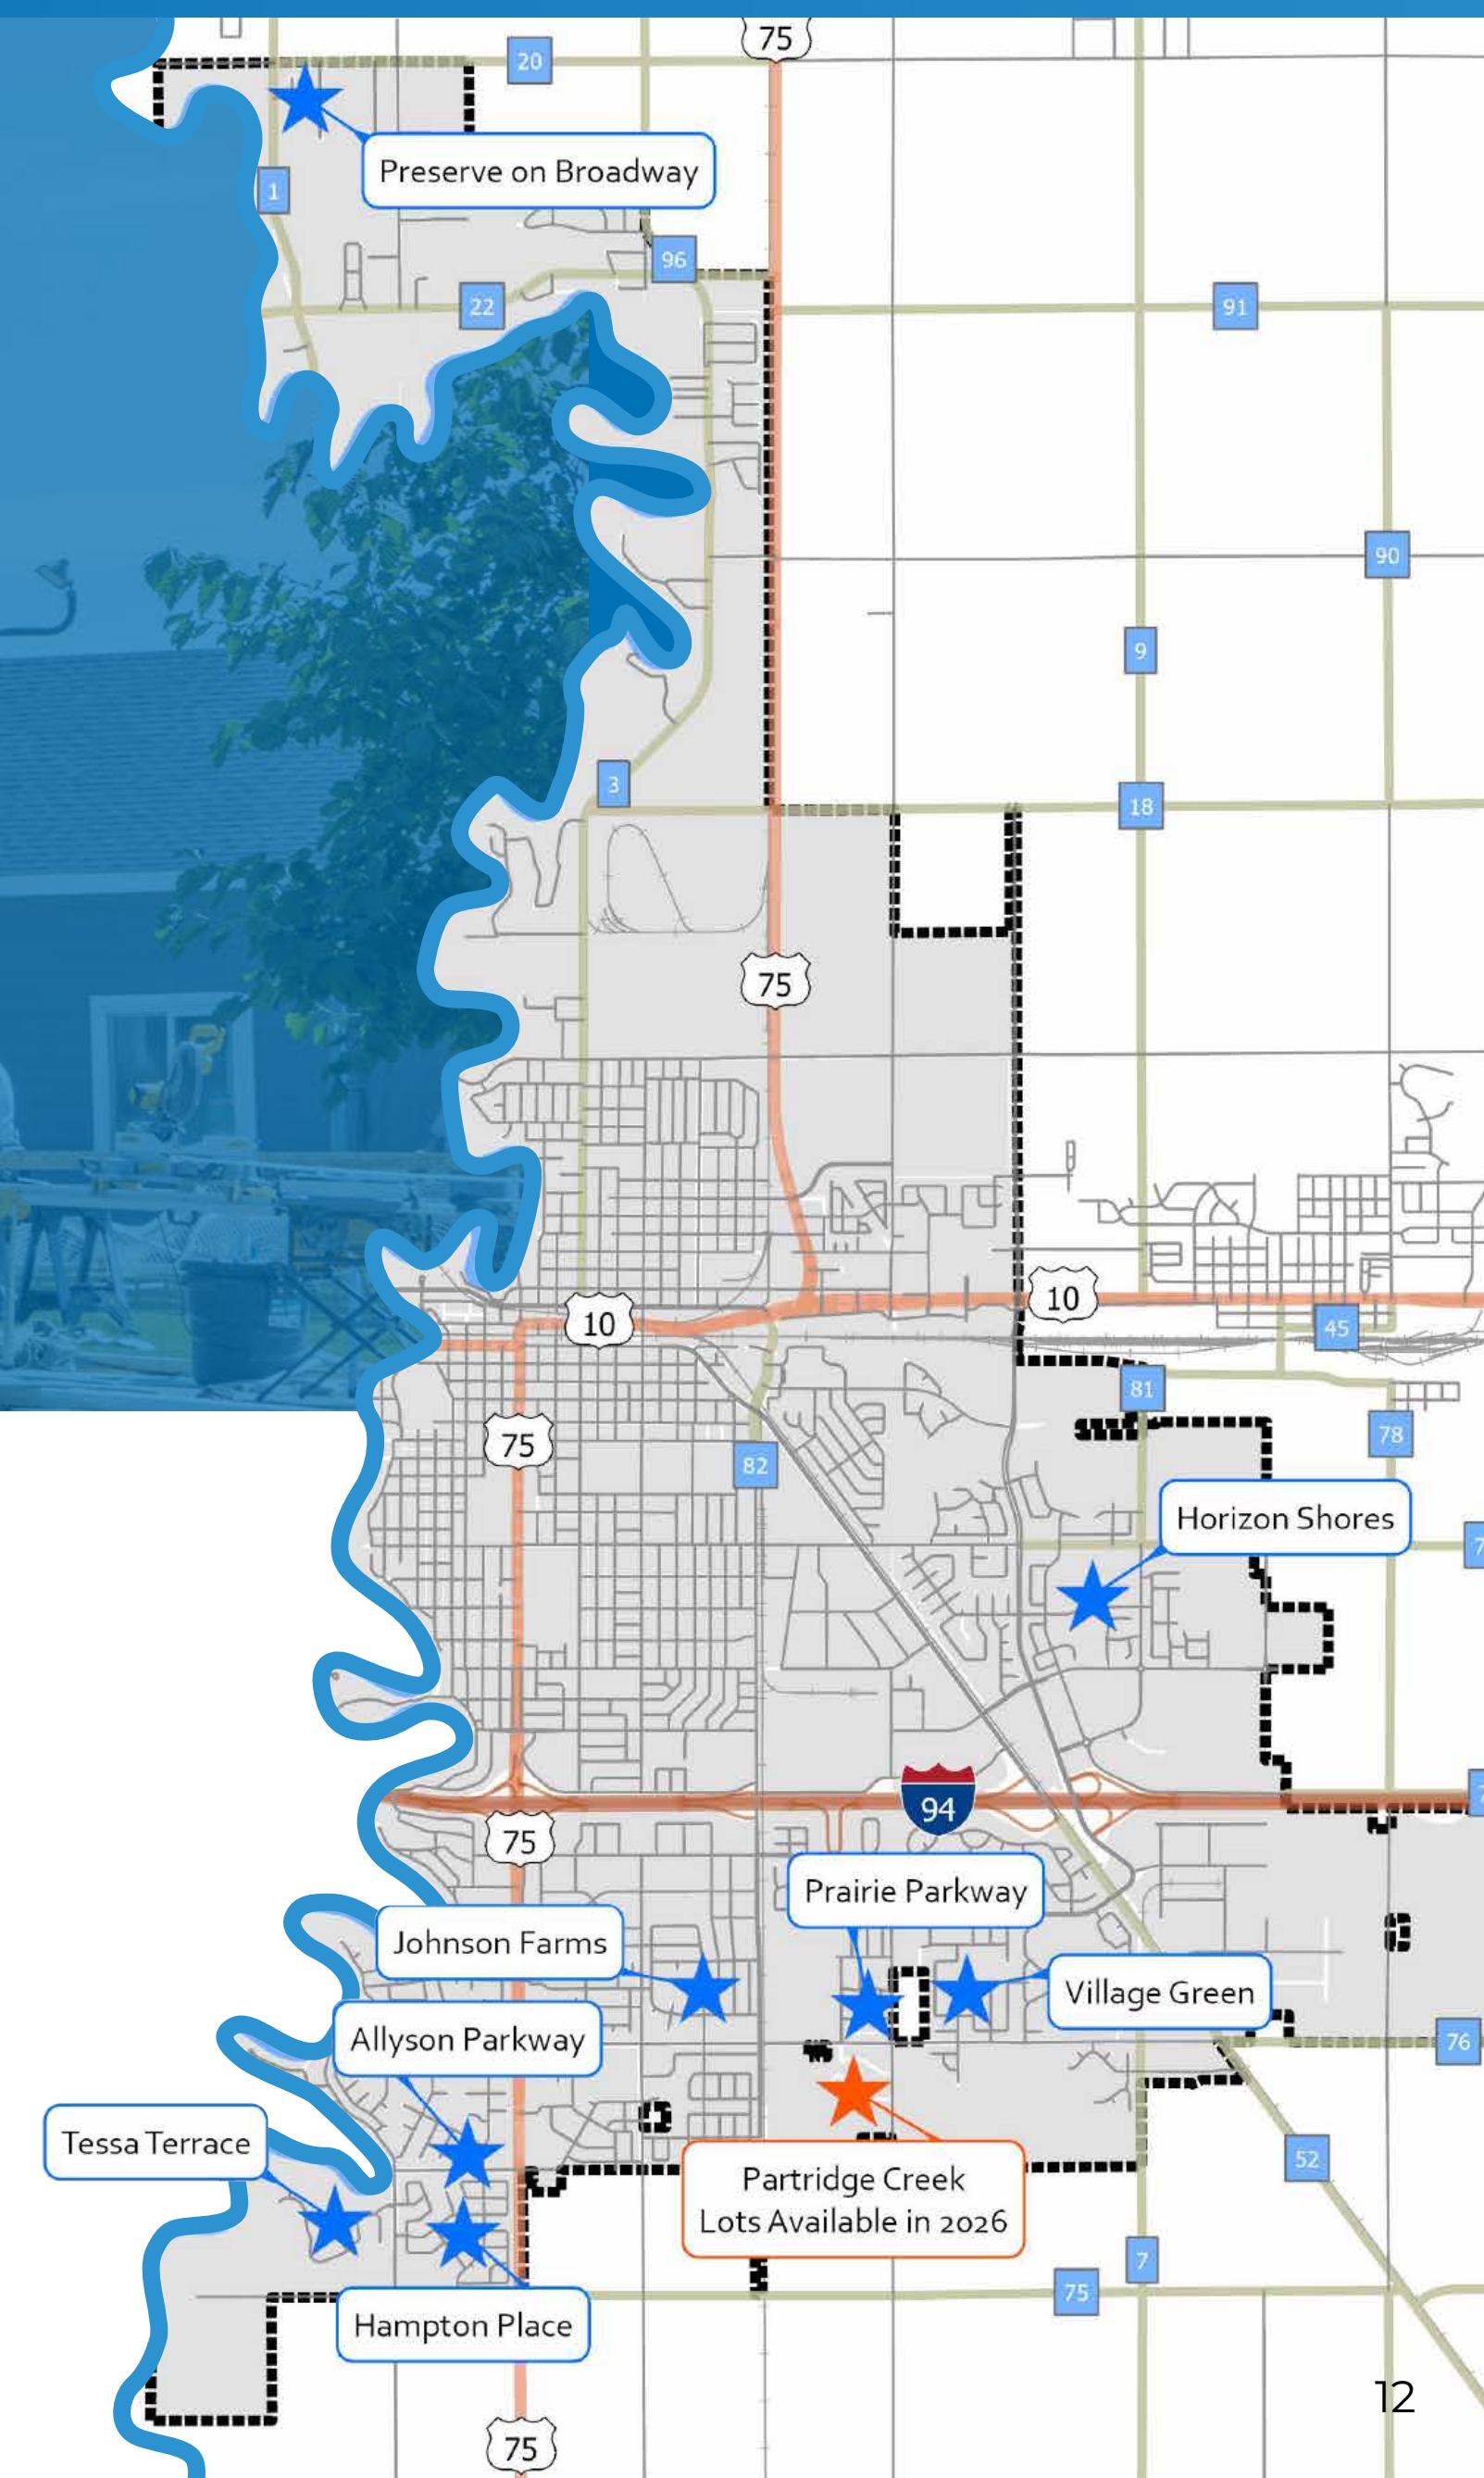 75
20
Preserve on Broadway
1
96
22
91
90
9
3
18
75
10
10
45
81
75
78
82
Horizon Shores
7
94
7
75
Prairie Parkway
Johnson Farms
Village Green
Allyson Parkway
76
Tessa Terrace
52
Partridge Creek
Lots Available in 2026
7
75
Hampton Place
12
75